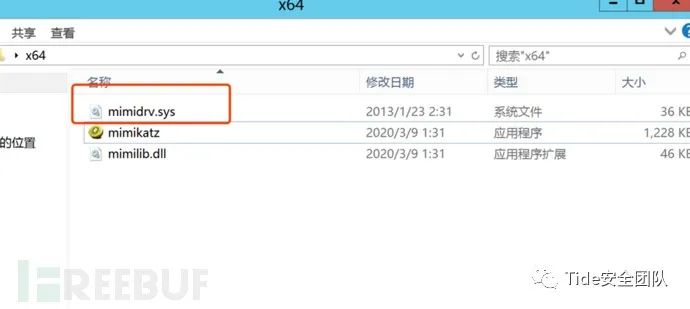 x64
共享 查看
x64 搜索"x64"
名称 修改日期 类型 大小
mimidrv.sys 2013/1/23 2:31 系统文件 36 KB
的位置
mimikatz 2020/3/9 1:31 应用程序 1,228 KB
mimilib.dll 2020/3/9 1:31 应用程序扩展 46 KB
FREEBUF
Tide安全团队